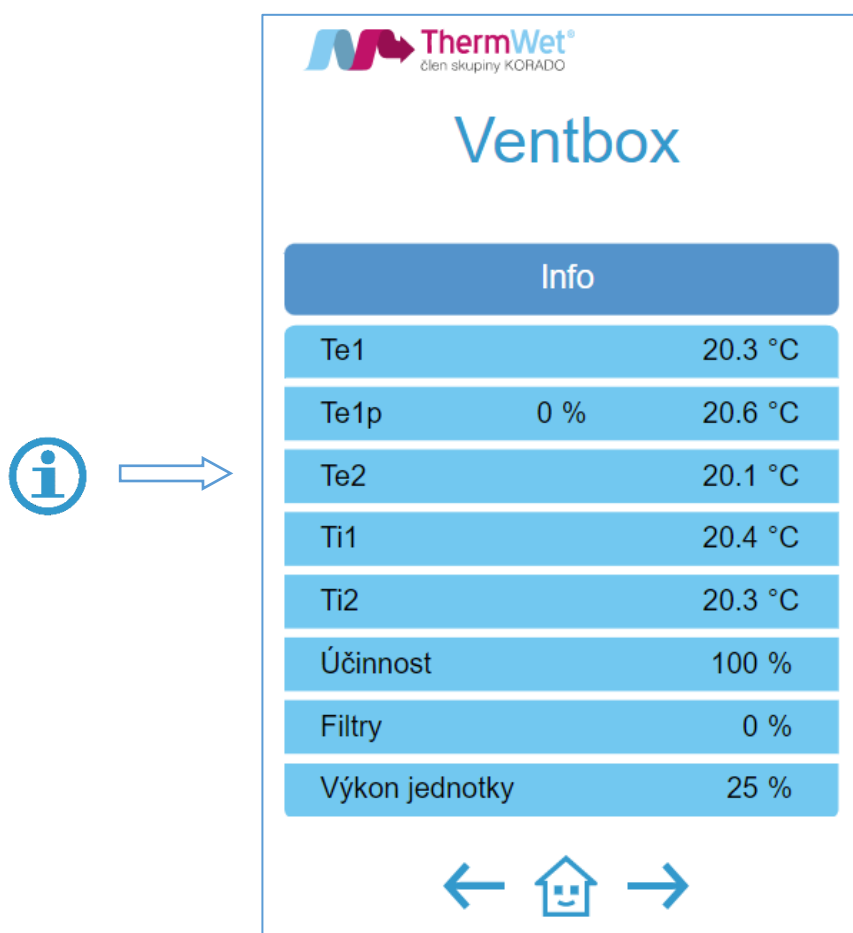 ThermWet®
člen skupiny KORADO
Ventbox
Info
Te1 20.3 °C
Te1p 0 % 20.6 °C
Te2 20.1 °C
Ti1 20.4 °C
Ti2 20.3 °C
Účinnost 100 %
Filtry 0 %
Výkon jednotky 25 %